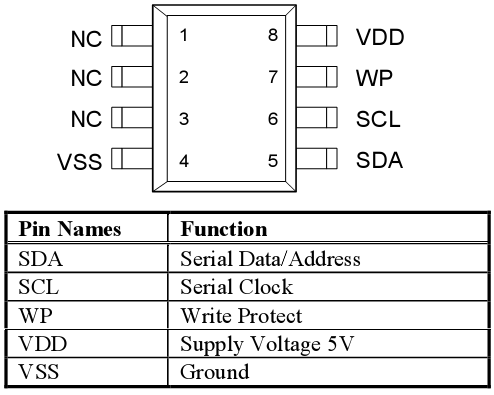 NC 1 8 VDD
NC 2 7 WP
NC 3 6 SCL
VSS 4 5 SDA
Pin Names Function
SDA Serial Data/Address
SCL Serial Clock
WP Write Protect
VDD Supply Voltage 5V
VSS Ground